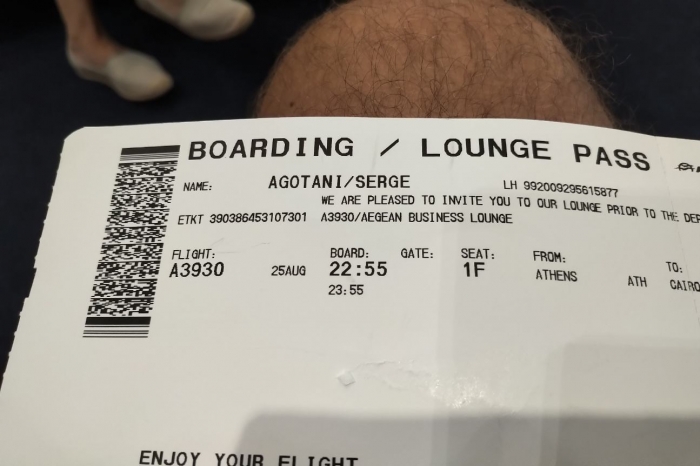 BOARDING / LOUNGE PASS
NAME: AGOTANI/SERGE LH 992009295615877
WE ARE PLEASED TO INVITE YOU TO OUR LOUNGE PRIOR TO THE
ETKT 390386453107301 A3930/AEGEAN BUSINESS LOUNGE
FLIGHT: BOARD: GATE: SEAT: FROM: TO:
A3930 25AUG 22:55 1F ATHENS ATH CAIRO
23:55
ENJOY YOUR FLIGHT